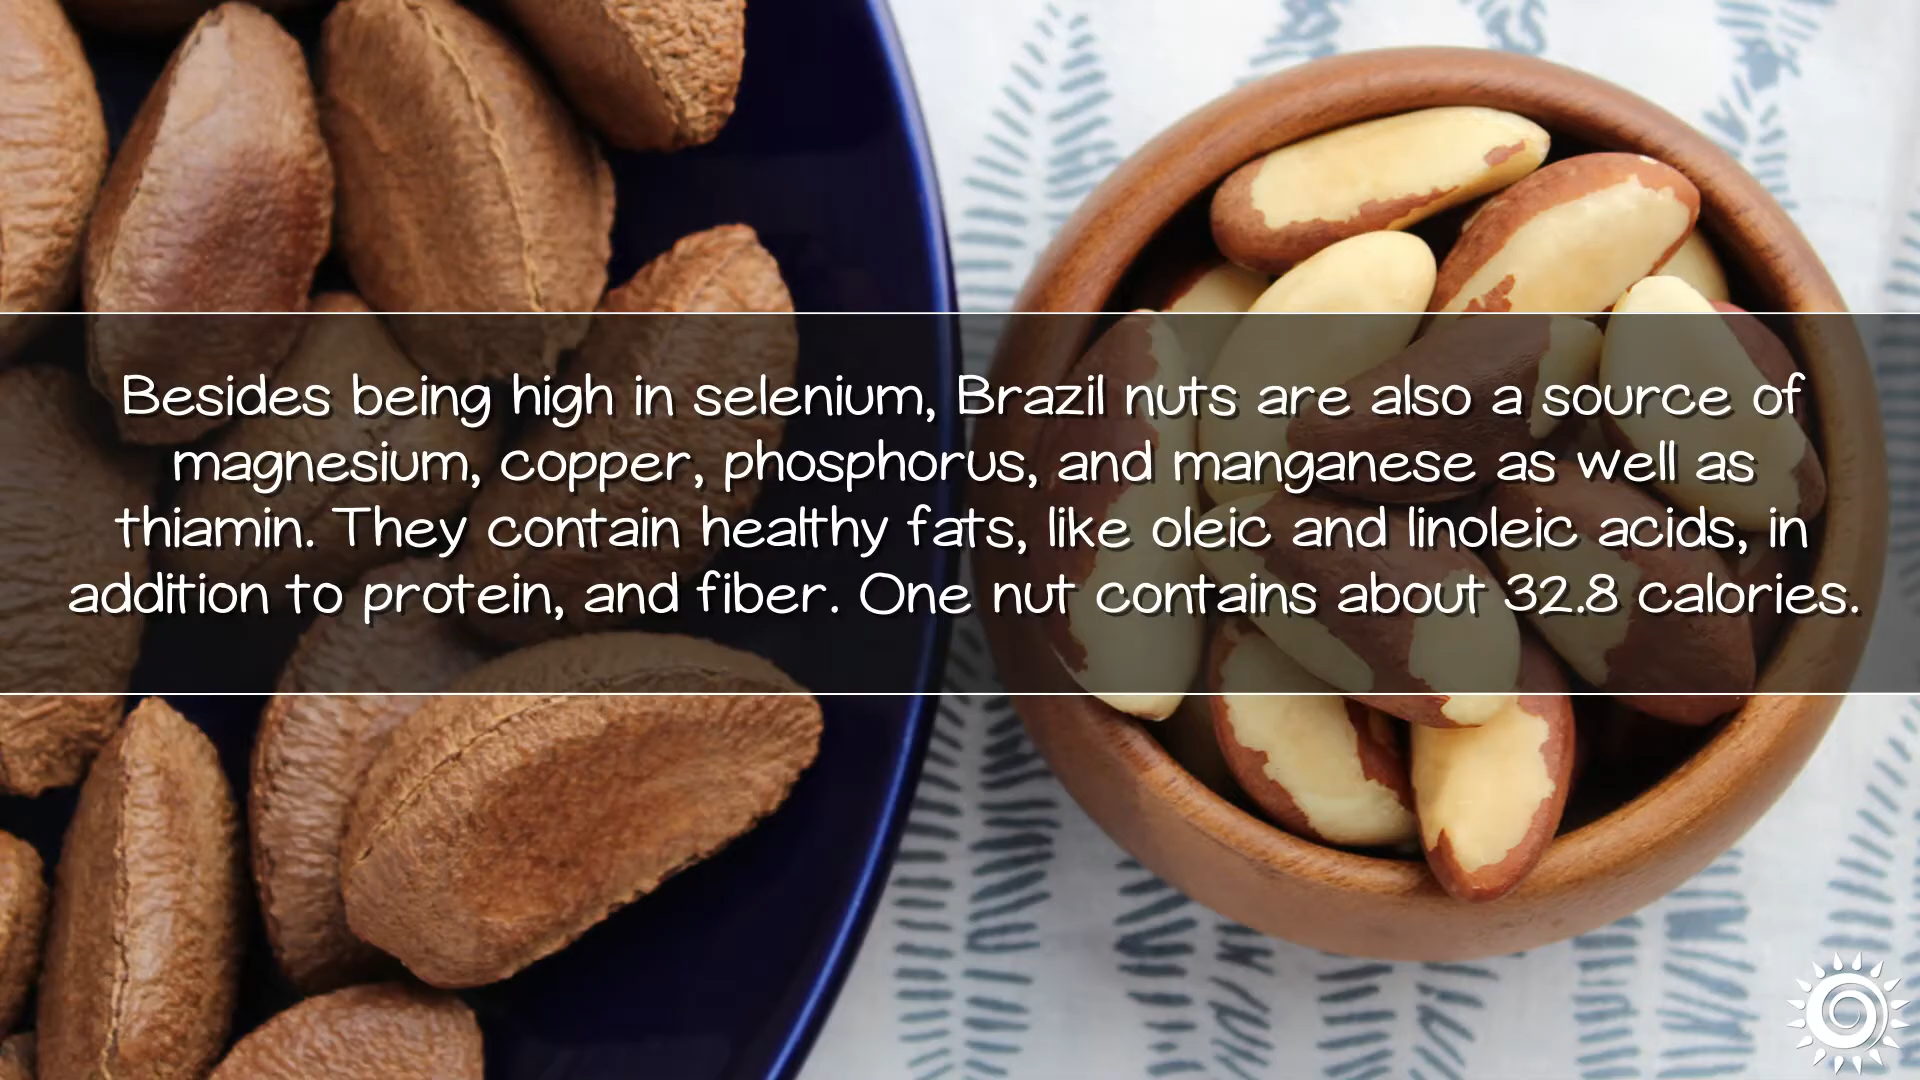 Besides being high in selenium, Brazil nuts are also a source of
magnesium, copper, phosphorus, and manganese as well as
thiamin. They contain healthy fats, like oleic and linoleic acids, in
addition to protein, and fiber. One nut contains about 32.8 calories.